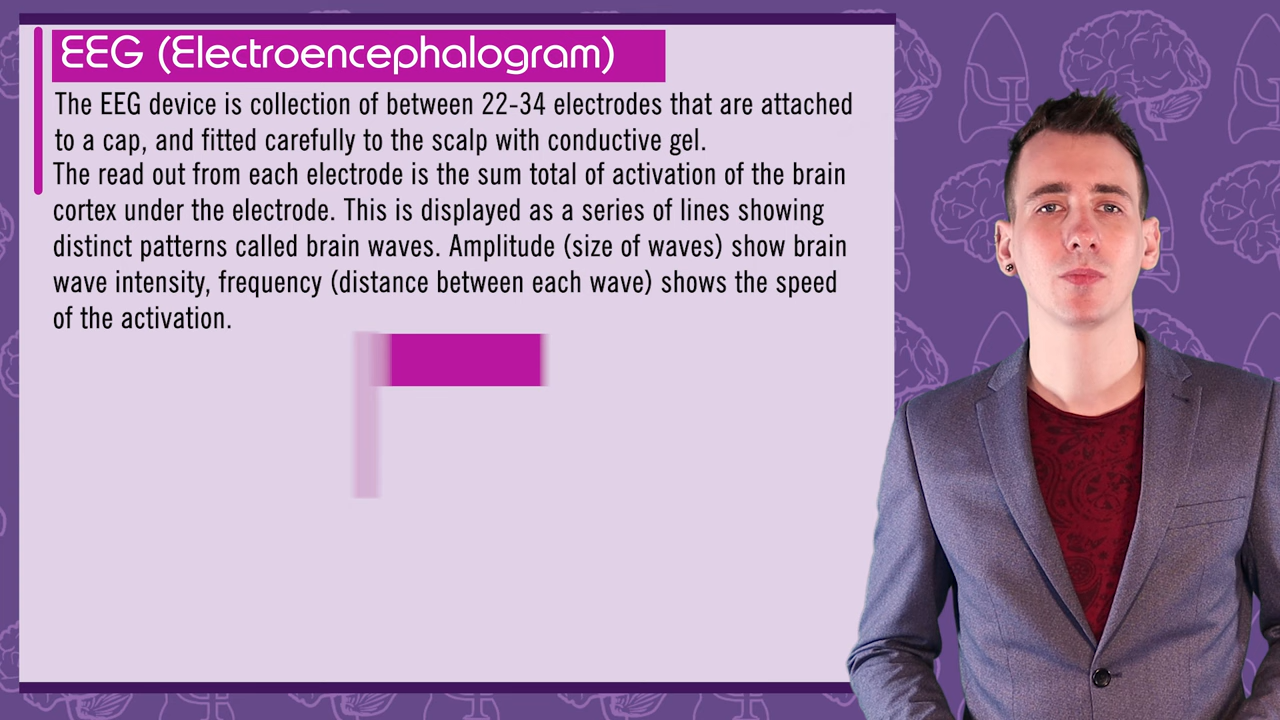 EEG (Electroencephalogram)
The EEG device is collection of between 22-34 electrodes that are attached
to a cap, and fitted carefully to the scalp with conductive gel.
The read out from each electrode is the sum total of activation of the brain
cortex under the electrode. This is displayed as a series of lines showing
distinct patterns called brain waves. Amplitude (size of waves) show brain
wave intensity, frequency (distance between each wave) shows the speed
of the activation.